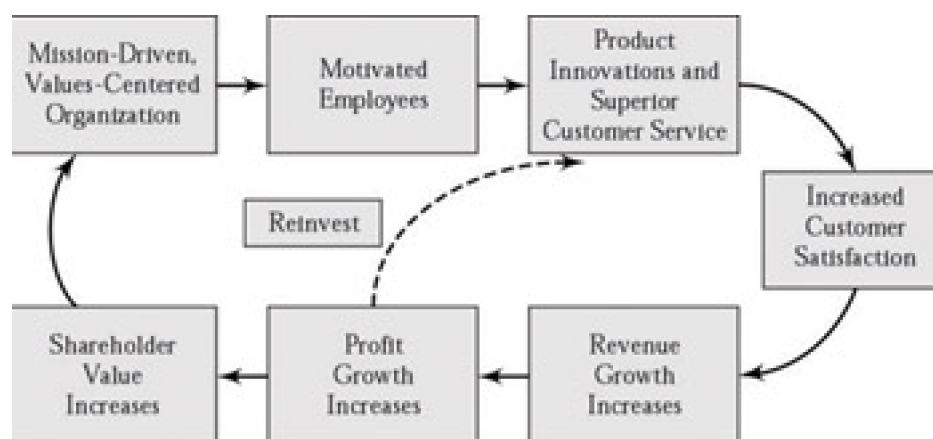 Mission-Driven,
Values-Centered
Organization
Motivated
Employees
Product
Innovations and
Superior
Customer Service
Increased
Customer
Satisfaction
Reinvest
Shareholder
Value
Increases
Profit
Growth
Increases
Revenue
Growth
Increases